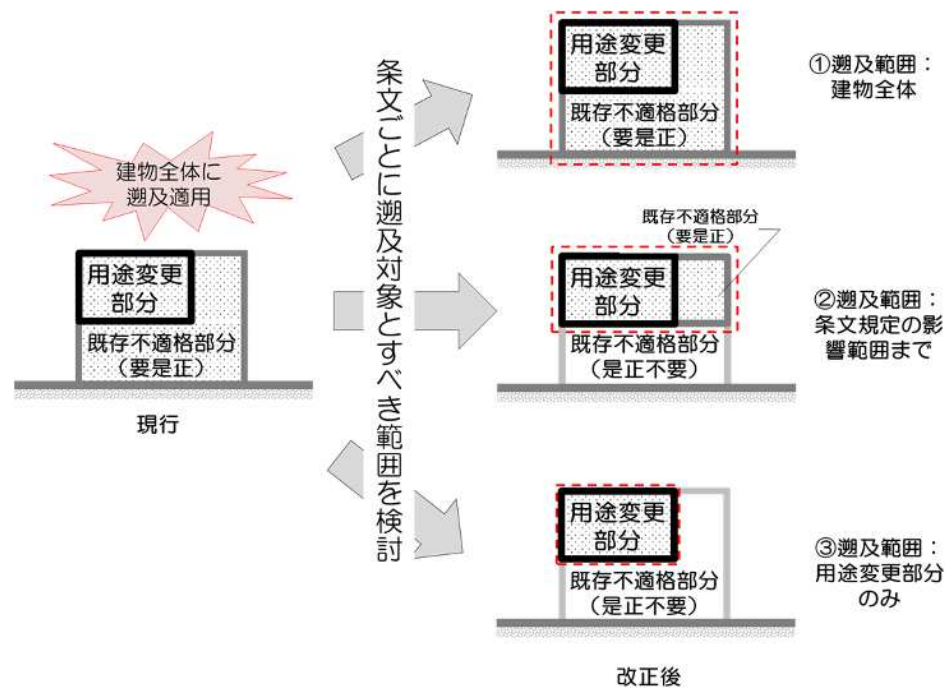 建物全体に
遡及適用
用途変更
部分
既存不適格部分
（要是正）
現行
条文ごとに遡及対象とすべき範囲を検討
用途変更
部分
既存不適格部分
（要是正）
①遡及範囲：
建物全体
既存不適格部分
（要是正）
用途変更
部分
既存不適格部分
（是正不要）
②遡及範囲：
条文規定の影
響範囲まで
用途変更
部分
既存不適格部分
（是正不要）
③遡及範囲：
用途変更部分
のみ
改正後